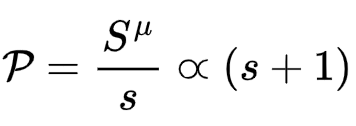 𝒫 = S^μ / s ∝ (s + 1)